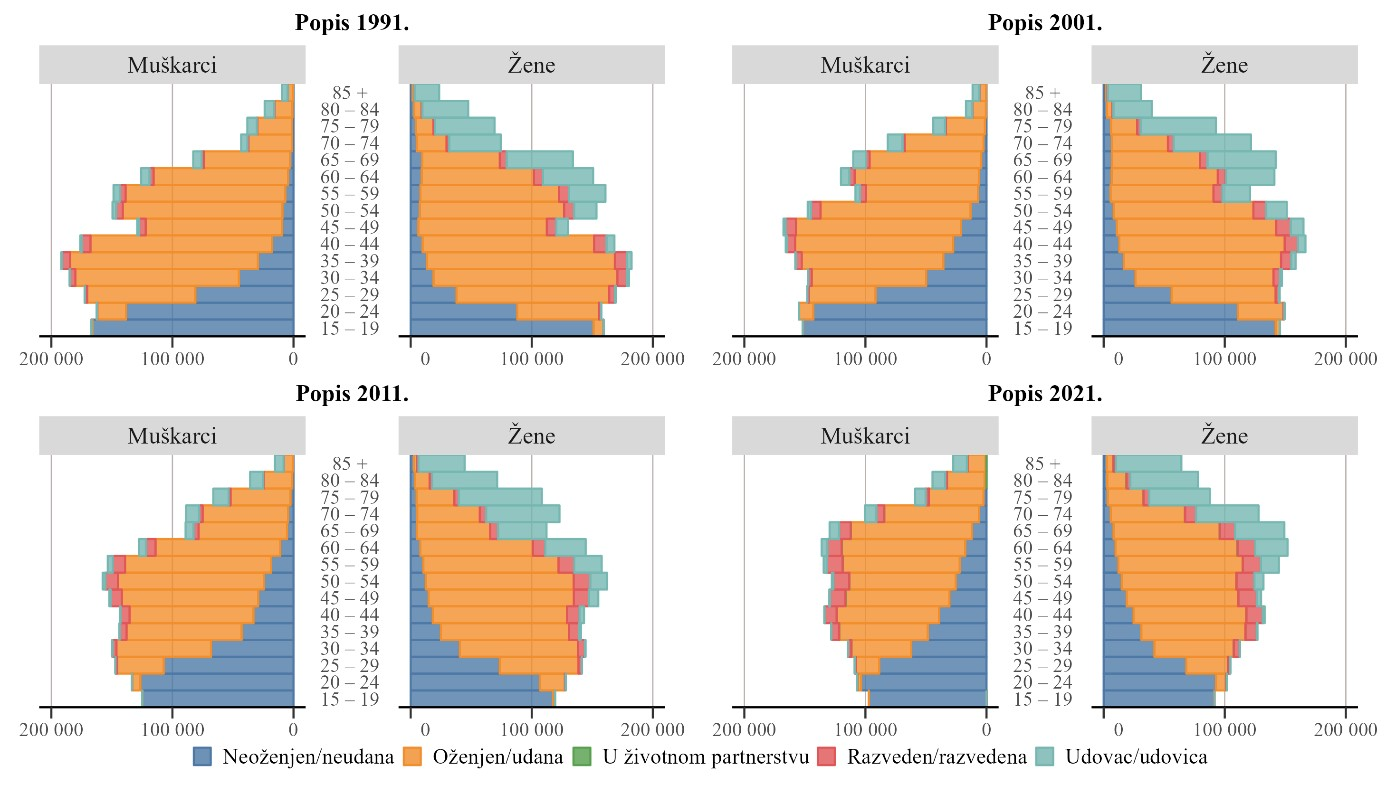 Popis 1991.
Popis 2001.
Muškarci
Žene
Muškarci
Žene
85 +
80 – 84
75 – 79
70 – 74
65 – 69
60 – 64
55 – 59
50 – 54
45 – 49
40 – 44
35 – 39
30 – 34
25 – 29
20 – 24
15 – 19
85 +
80 – 84
75 – 79
70 – 74
65 – 69
60 – 64
55 – 59
50 – 54
45 – 49
40 – 44
35 – 39
30 – 34
25 – 29
20 – 24
15 – 19
200 000 100 000 0 0 100 000 200 000
200 000 100 000 0 0 100 000 200 000
Popis 2011.
Popis 2021.
Muškarci
Žene
Muškarci
Žene
85 +
80 – 84
75 – 79
70 – 74
65 – 69
60 – 64
55 – 59
50 – 54
45 – 49
40 – 44
35 – 39
30 – 34
25 – 29
20 – 24
15 – 19
85 +
80 – 84
75 – 79
70 – 74
65 – 69
60 – 64
55 – 59
50 – 54
45 – 49
40 – 44
35 – 39
30 – 34
25 – 29
20 – 24
15 – 19
200 000 100 000 0 0 100 000 200 000
200 000 100 000 0 0 100 000 200 000
Neoženjen/neudana Oženjen/udana U životnom partnerstvu Razveden/razvedena Udovac/udovica